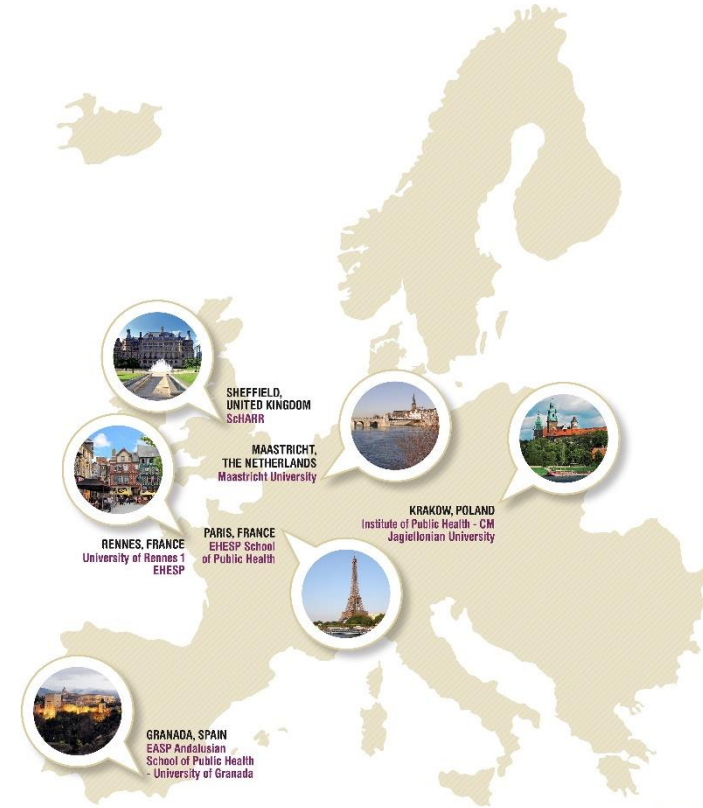 SHEFFIELD,
UNITED KINGDOM
ScHARR
MAASTRICHT,
THE NETHERLANDS
Maastricht University
KRAKOW, POLAND
Institute of Public Health - CM
Jagiellonian University
RENNES, FRANCE
University of Rennes 1
EHESP
PARIS, FRANCE
EHESP School
of Public Health
GRANADA, SPAIN
EASP Andalusian
School of Public Health
- University of Granada